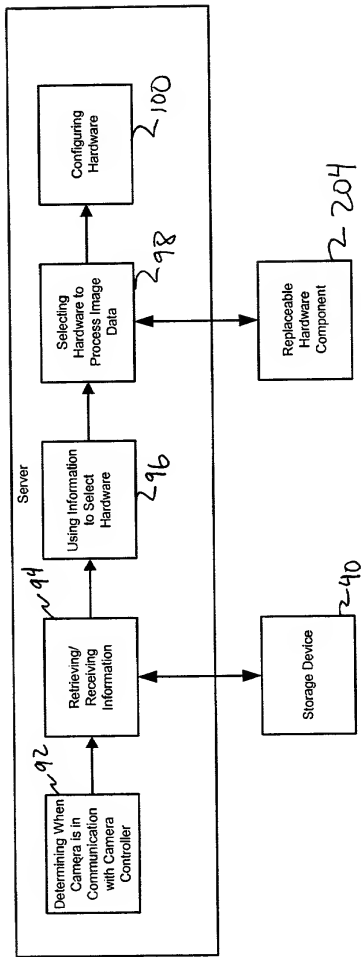 Server
92
Determining When
Camera is in
Communication
with Camera
Controller
94
Retrieving/
Receiving
Information
Using Information
to Select
Hardware
96
Selecting
Hardware to
Process Image
Data
98
Configuring
Hardware
100
Storage Device
40
Replaceable
Hardware
Component
204